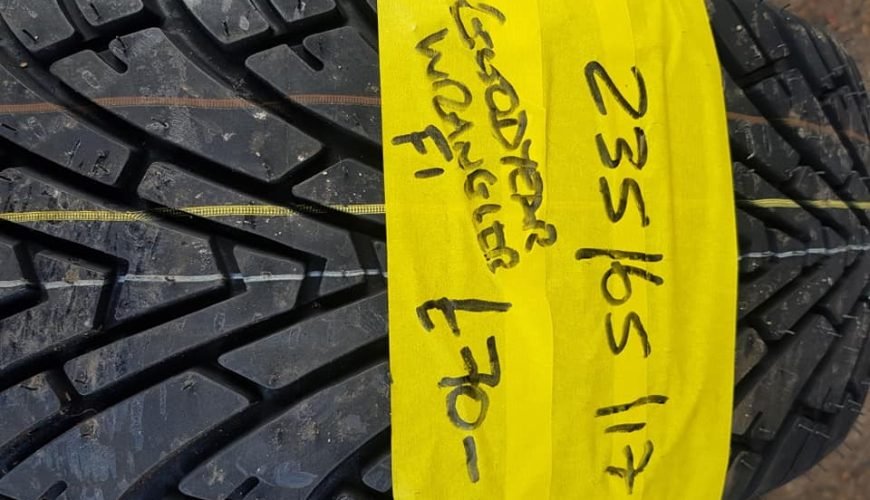 235/65 17
GOODYEAR
WRANGLER
F1
£70-